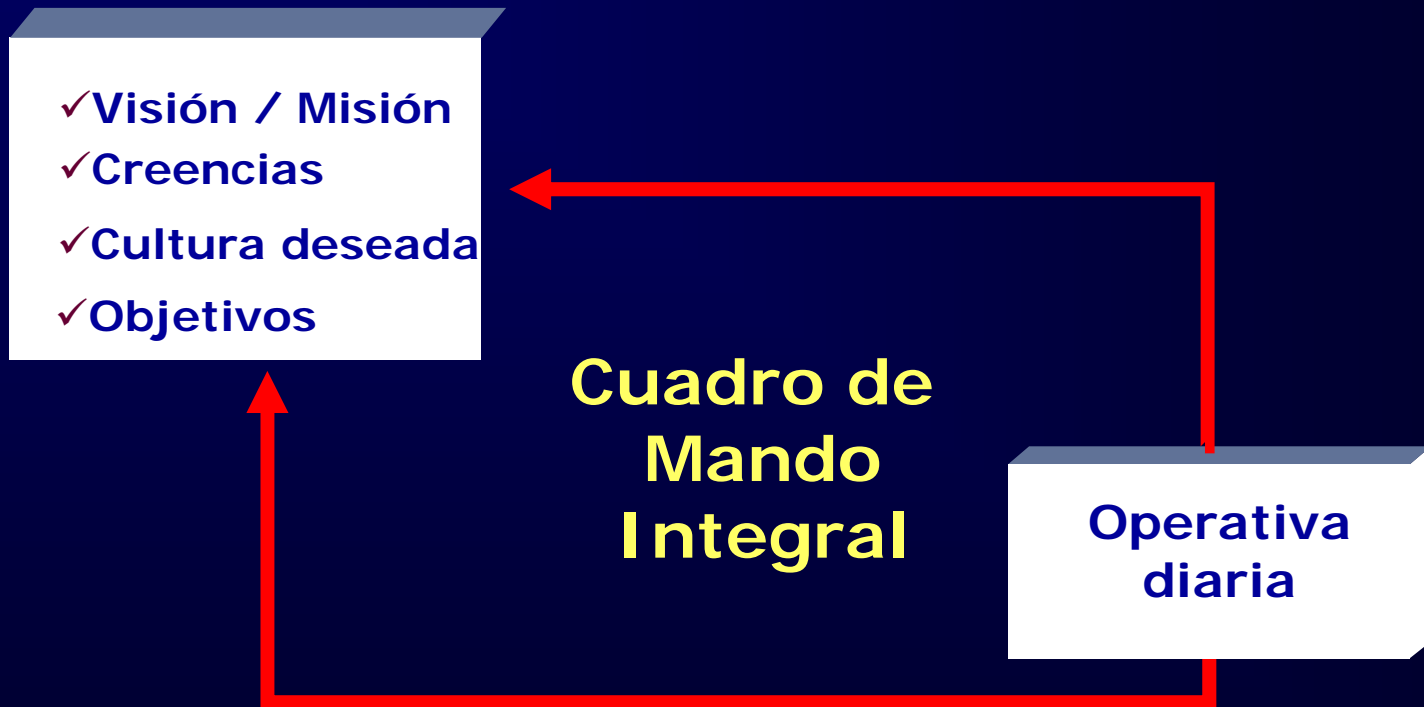 ✓Visión / Misión
✓Creencias
✓Cultura deseada
✓Objetivos
Cuadro de
Mando
Integral
Operativa
diaria